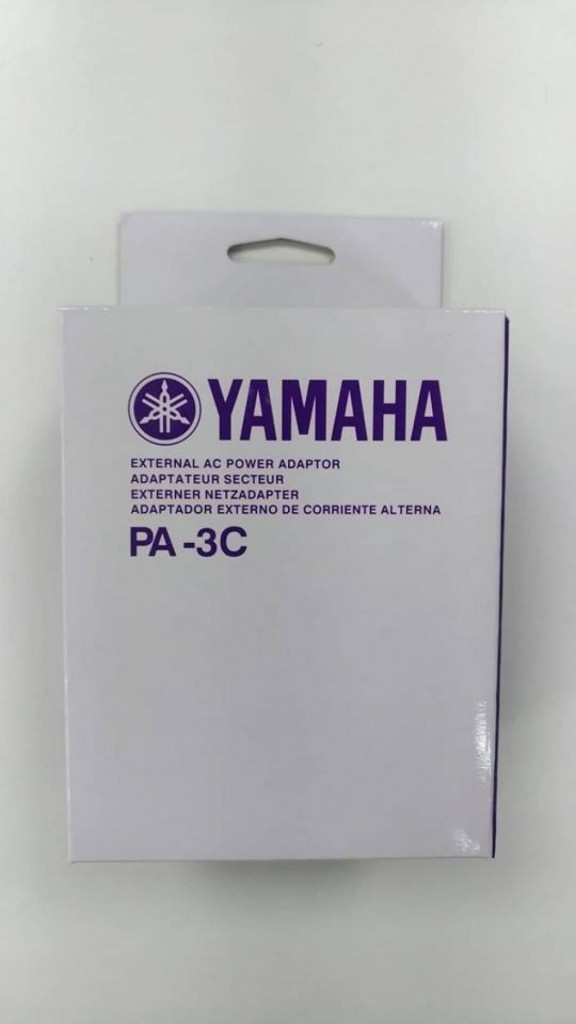 YAMAHA
EXTERNAL AC POWER ADAPTOR
ADAPTATEUR SECTEUR
EXTERNER NETZADAPTER
ADAPTADOR EXTERNO DE CORRIENTE ALTERNA
PA -3C